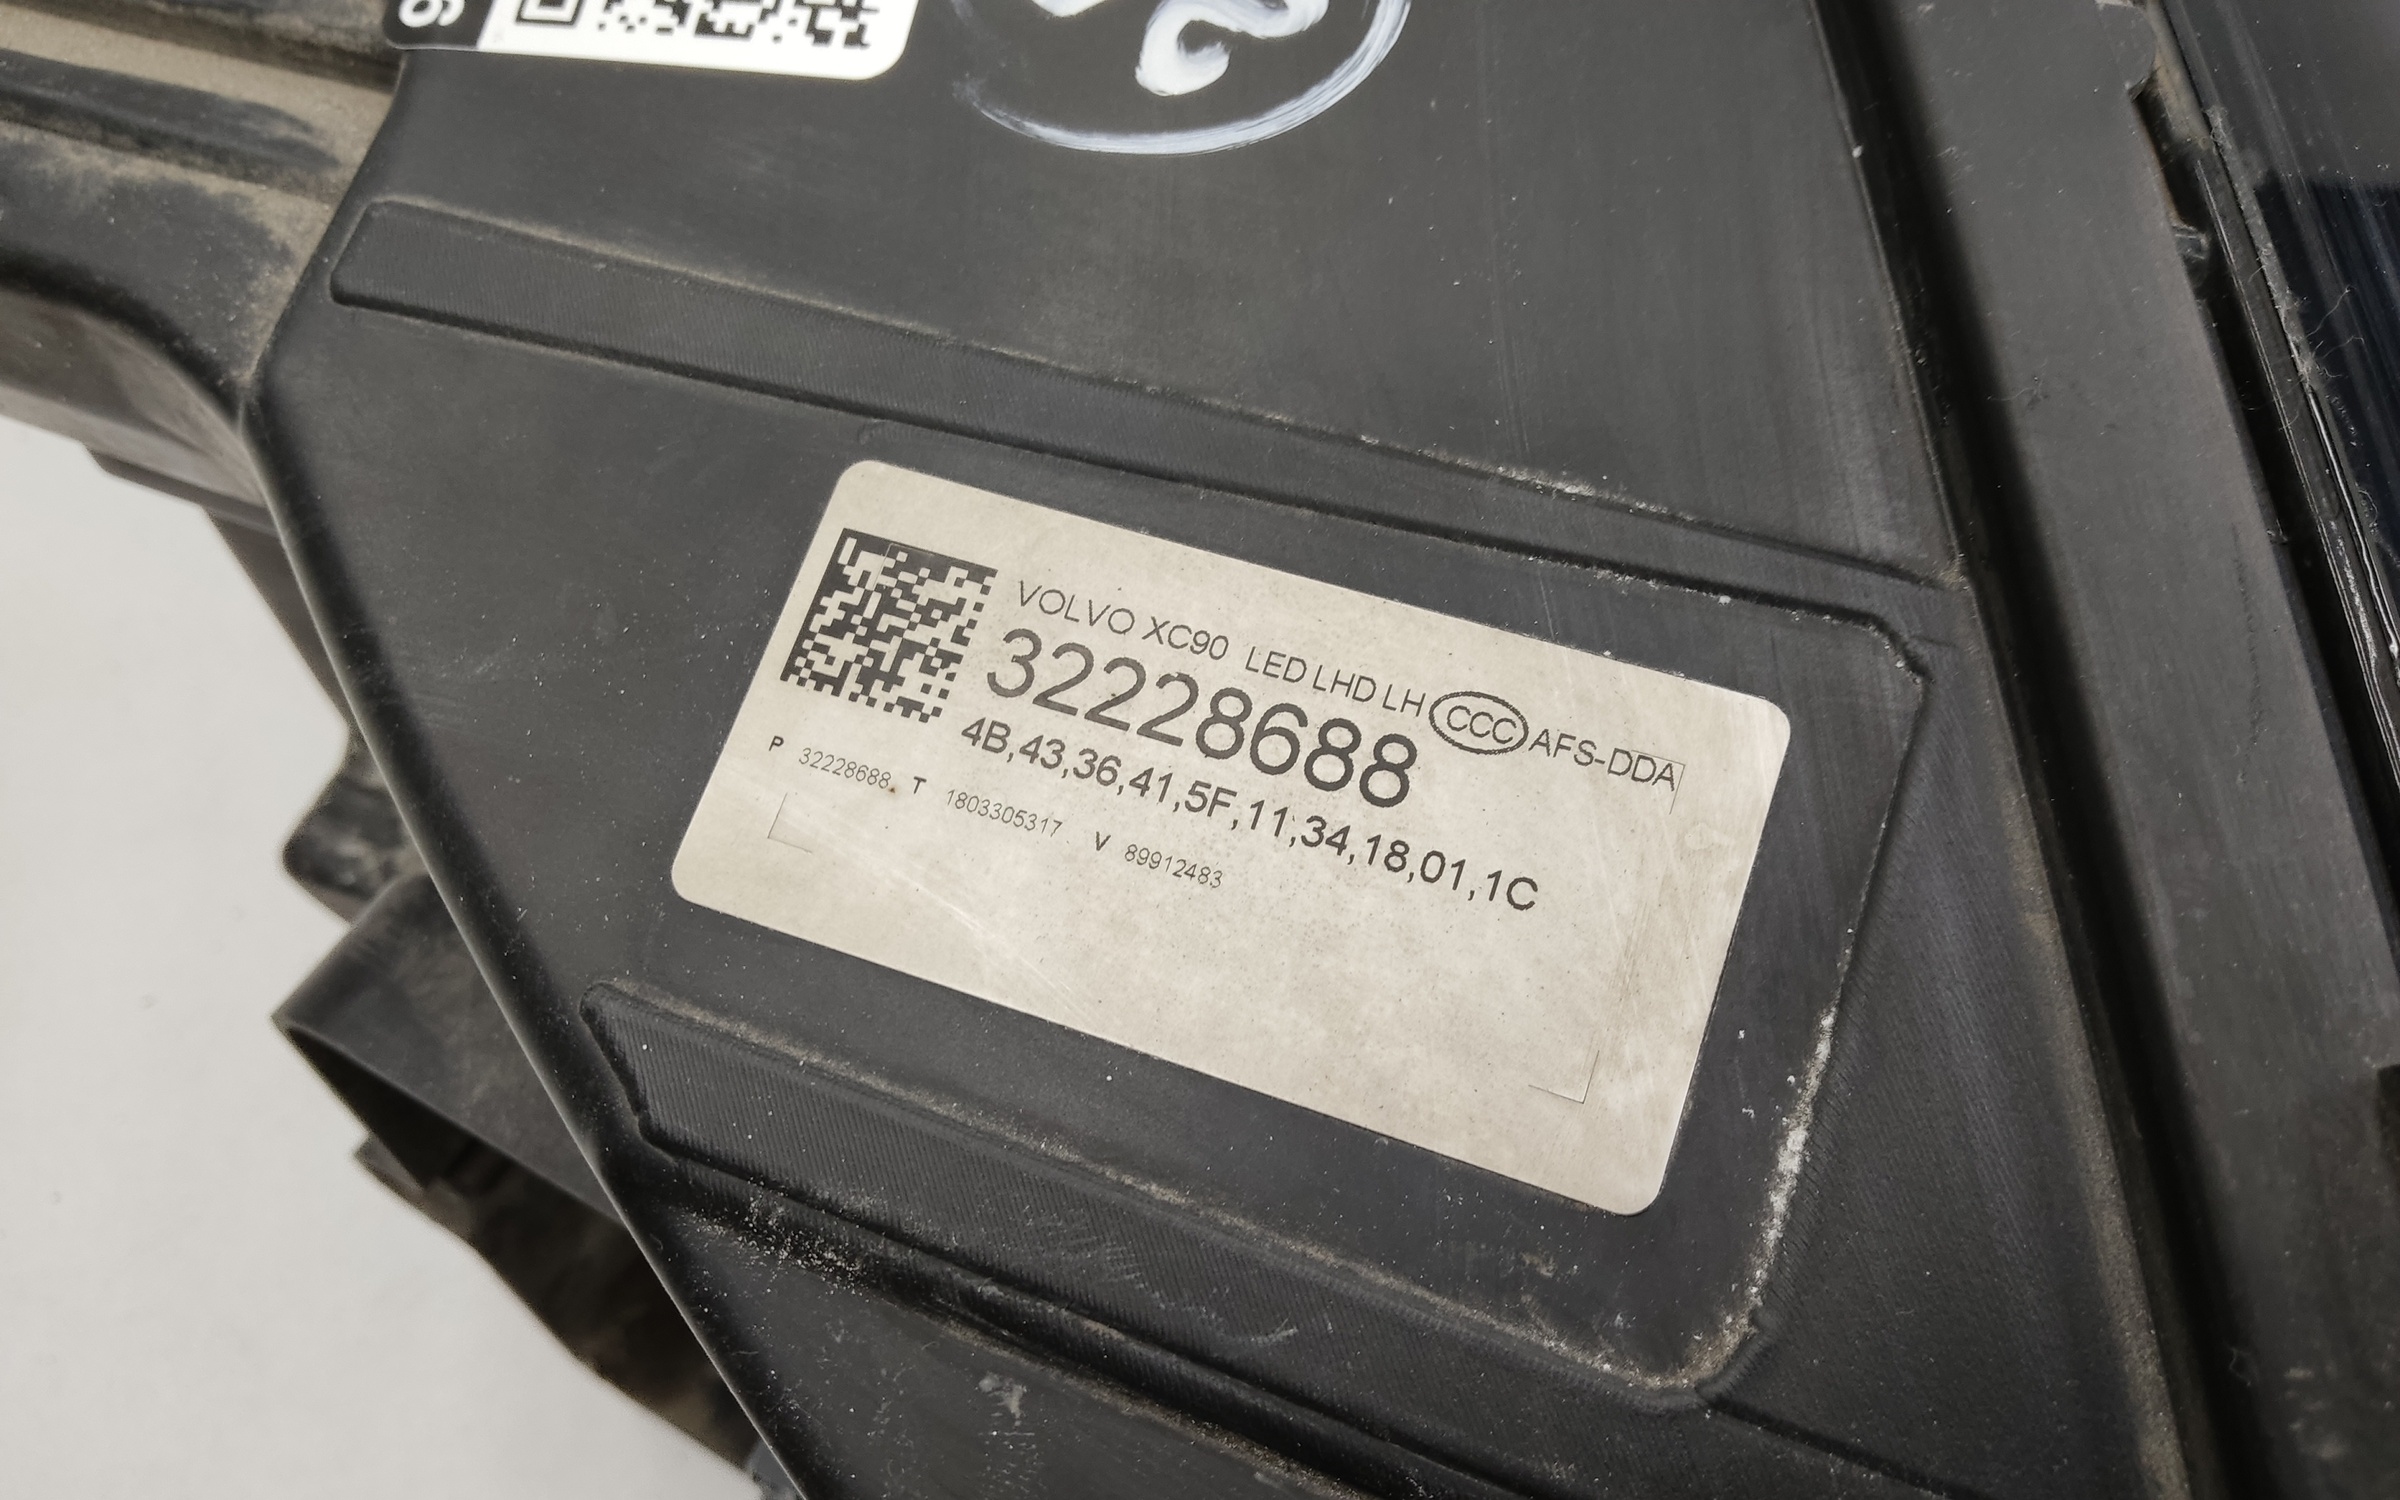 VOLVO XC90 LED LHD LH CCC AFS-DDA
32228688
4B,43,36,41,5F,11,34,18,01,1C
P 32228688. T 1803305317 V 89912483